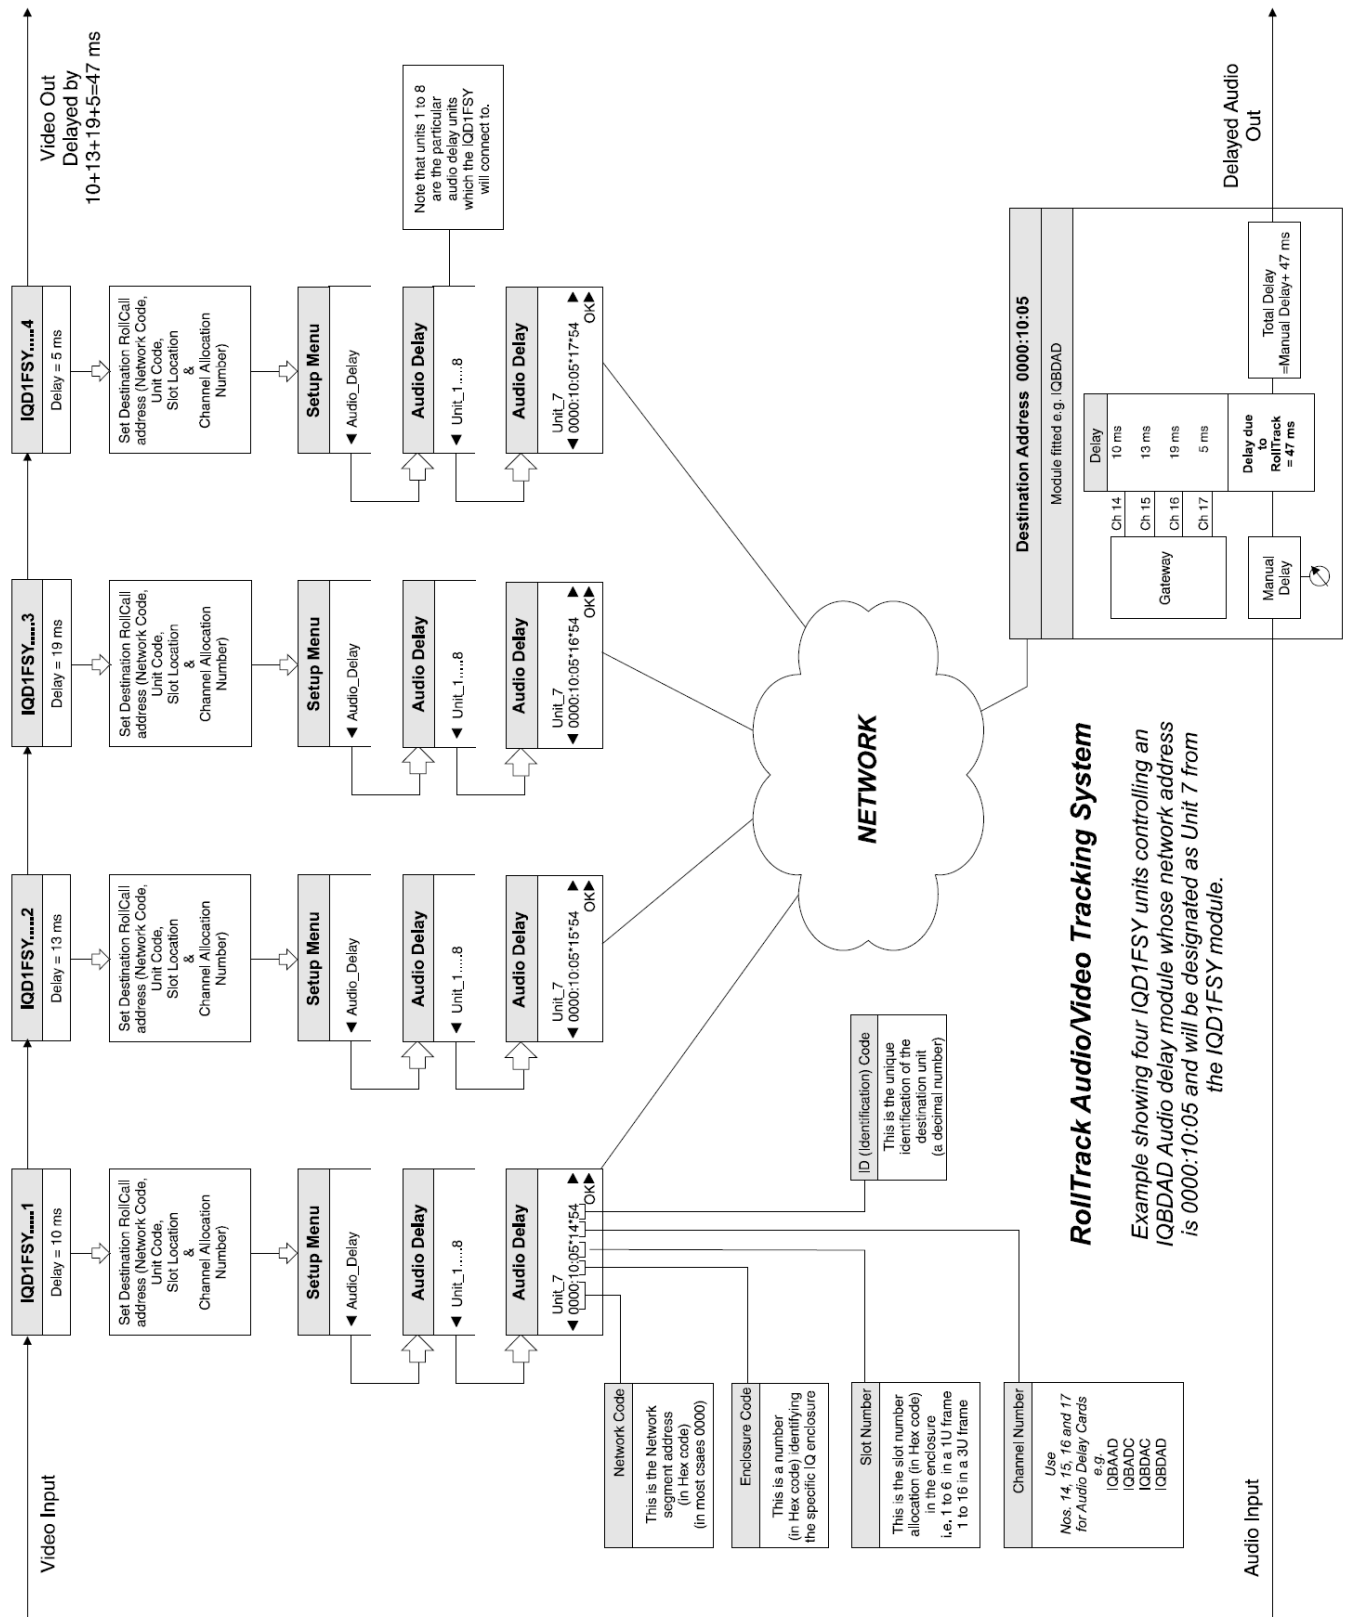 Video Input
IQD1FSY.....1
Delay = 10 ms
Set Destination RollCall
address (Network Code,
Unit Code,
Slot Location
&
Channel Allocation
Number)
Setup Menu
◀ Audio_Delay
Audio Delay
◀ Unit_1.....8
Audio Delay
Unit_7
◀ 0000:10:05*14*54 ▶
OK▶
IQD1FSY.....2
Delay = 13 ms
Set Destination RollCall
address (Network Code,
Unit Code,
Slot Location
&
Channel Allocation
Number)
Setup Menu
◀ Audio_Delay
Audio Delay
◀ Unit_1.....8
Audio Delay
Unit_7
◀ 0000:10:05*15*54 ▶
OK▶
IQD1FSY.....3
Delay = 19 ms
Set Destination RollCall
address (Network Code,
Unit Code,
Slot Location
&
Channel Allocation
Number)
Setup Menu
◀ Audio_Delay
Audio Delay
◀ Unit_1.....8
Audio Delay
Unit_7
◀ 0000:10:05*16*54 ▶
OK▶
IQD1FSY.....4
Delay = 5 ms
Set Destination RollCall
address (Network Code,
Unit Code,
Slot Location
&
Channel Allocation
Number)
Setup Menu
◀ Audio_Delay
Audio Delay
◀ Unit_1.....8
Audio Delay
Unit_7
◀ 0000:10:05*17*54 ▶
OK▶
Video Out
Delayed by
10+13+19+5=47 ms
Note that units 1 to 8
are the particular
audio delay units
which the IQD1FSY
will connect to.
Network Code
This is the Network
segment address
(in Hex code)
(in most csaes 0000)
Enclosure Code
This is a number
(in Hex code) identifying
the specific IQ enclosure
Slot Number
This is the slot number
allocation (in Hex code)
in the enclosure
i.e. 1 to 6 in a 1U frame
1 to 16 in a 3U frame
Channel Number
Use
Nos. 14, 15, 16 and 17
for Audio Delay Cards
e.g.
IQBAAD
IQBADC
IQBDAC
IQBDAD
ID (Identification) Code
This is the unique
identification of the
destination unit
(a decimal number)
NETWORK
RollTrack Audio/Video Tracking System
Example showing four IQD1FSY units controlling an
IQBDAD Audio delay module whose network address
is 0000:10:05 and will be designated as Unit 7 from
the IQD1FSY module.
Destination Address 0000:10:05
Module fitted e.g. IQBDAD
Delay
Gateway
Ch 14
10 ms
Ch 15
13 ms
Ch 16
19 ms
Ch 17
5 ms
Manual
Delay
Delay due
to
RollTrack
= 47 ms
Total Delay
=Manual Delay+ 47 ms
Audio Input
Delayed Audio
Out